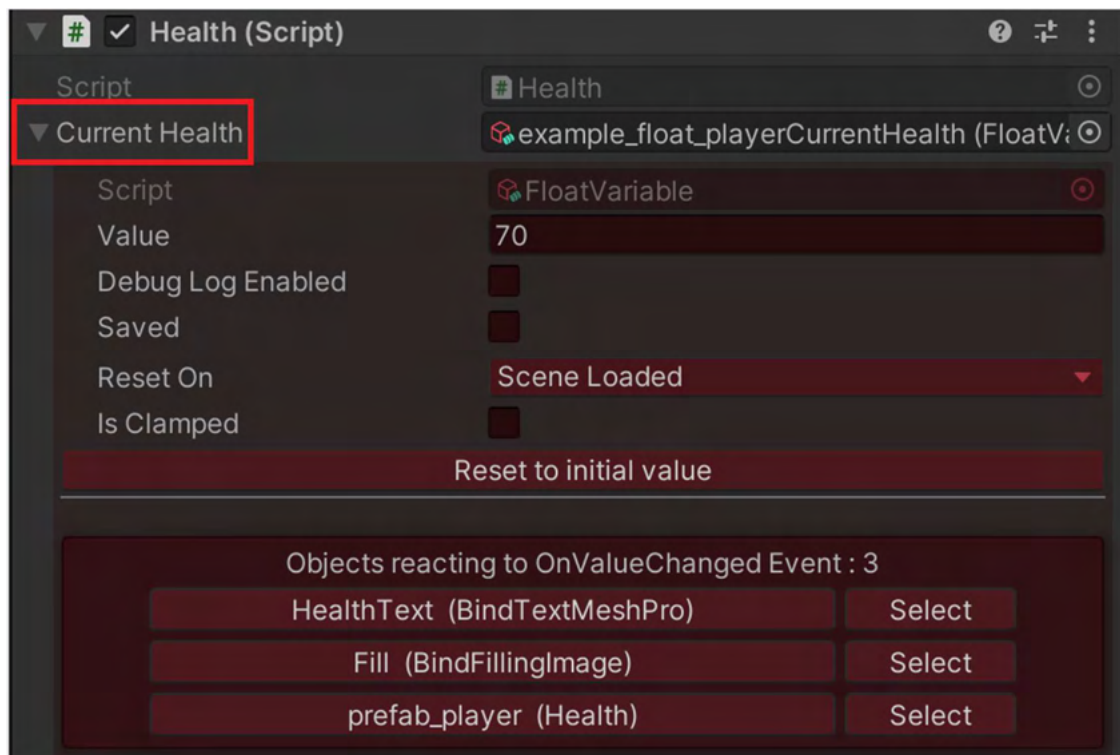 # Health (Script)
Script # Health
Current Health example_float_playerCurrentHealth (FloatVa
Script FloatVariable
Value 70
Debug Log Enabled
Saved
Reset On Scene Loaded
Is Clamped
Reset to initial value
Objects reacting to OnValueChanged Event : 3
HealthText (BindTextMeshPro) Select
Fill (BindFillingImage) Select
prefab_player (Health) Select